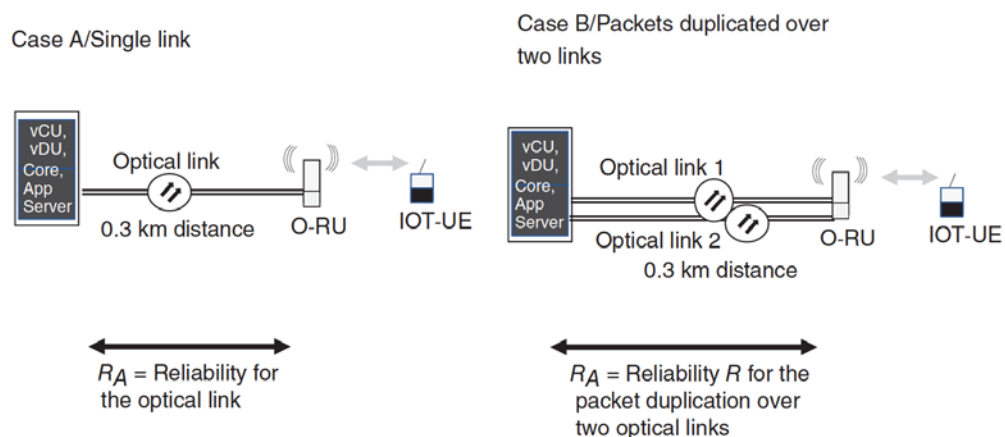 Case A/Single link
vCU,
vDU,
Core,
App
Server
Optical link
0.3 km distance
O-RU
IOT-UE
R_A = Reliability for
the optical link
Case B/Packets duplicated over
two links
vCU,
vDU,
Core,
App
Server
Optical link 1
Optical link 2
0.3 km distance
O-RU
IOT-UE
R_A = Reliability R for the
packet duplication over
two optical links